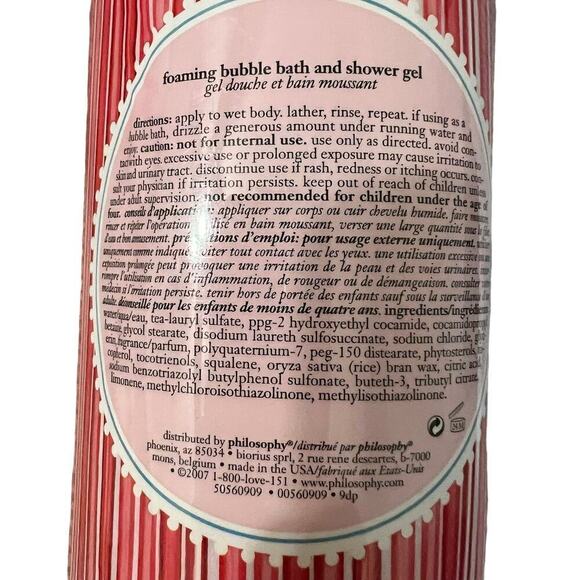 foaming bubble bath and shower gel
gel douche et bain moussant
directions: apply to wet body. lather, rinse, repeat. if using as a
bubble bath, drizzle a generous amount under running water and
enjoy. caution: not for internal use. use only as directed. avoid con-
tact with eyes. excessive use or prolonged exposure may cause irritation to
skin and urinary tract. discontinue use if rash, redness or itching occurs. con-
sult your physician if irritation persists. keep out of reach of children unless
under adult supervision. not recommended for children under the age of
four. conseils d'application: appliquer sur corps ou cuir chevelu humide. faire mousser,
rincer et répéter l'opération. utilisé en bain moussant, verser une large quantité sous le
d'eau et bon amusement. précautions d'emploi: pour usage externe uniquement.
uniquement comme indiqué. éviter tout contact avec les yeux. une utilisation excessive ou
prolongée peut provoquer une irritation de la peau et des voies urinaires.
rompre l'utilisation en cas d'inflammation, de rougeur ou de démangeaison. consulter
médecin si l'irritation persiste. tenir hors de portée des enfants sauf sous la surveillance d'un
adulte. déconseillé pour les enfants de moins de quatre ans. ingredients/ingrédients:
water/aqua/eau, tea-lauryl sulfate, ppg-2 hydroxyethyl cocamide, cocamidopropyl
betaine, glycol stearate, disodium laureth sulfosuccinate, sodium chloride, glyc-
erin, fragrance/parfum, polyquaternium-7, peg-150 distearate, phytosterols, to-
copherol, tocotrienols, squalene, oryza sativa (rice) bran wax, citric acid,
sodium benzotriazolyl butylphenol sulfonate, buteth-3, tributyl citrate,
limonene, methylchloroisothiazolinone, methylisothiazolinone.
24 M
distributed by philosophy®/distribué par philosophy®
phoenix, az 85034 • biorius sprl, 2 rue rene descartes, b-7000
mons, belgium • made in the USA/fabriqué aux Etats-Unis
©2007 1-800-love-151 • www.philosophy.com
50560909 • 00560909 • 9dp